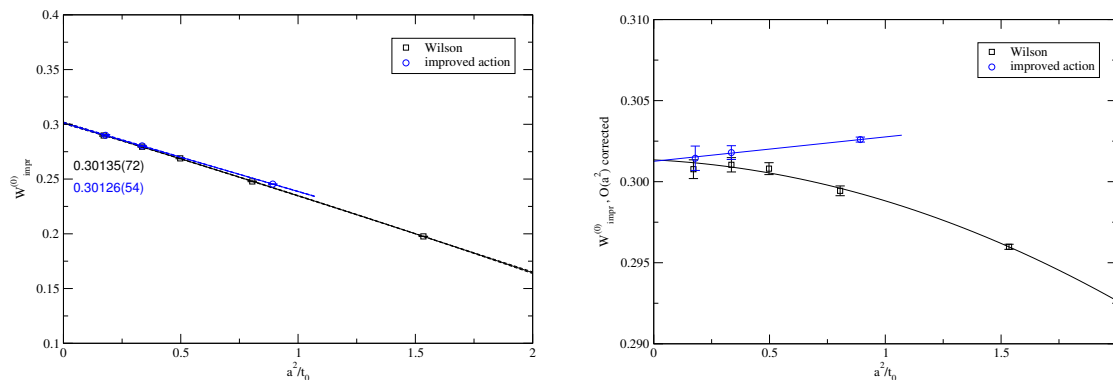 0.4
0.35
0.3
0.25
0.2
0.15
0.1
W^(0)_impr
Wilson
improved action
0.30135(72)
0.30126(54)
0
0.5
1
1.5
2
a^2/t_0
0.310
0.305
0.300
0.295
0.290
W^(0)_impr, O(a^2) corrected
Wilson
improved action
0
0.5
1
1.5
a^2/t_0